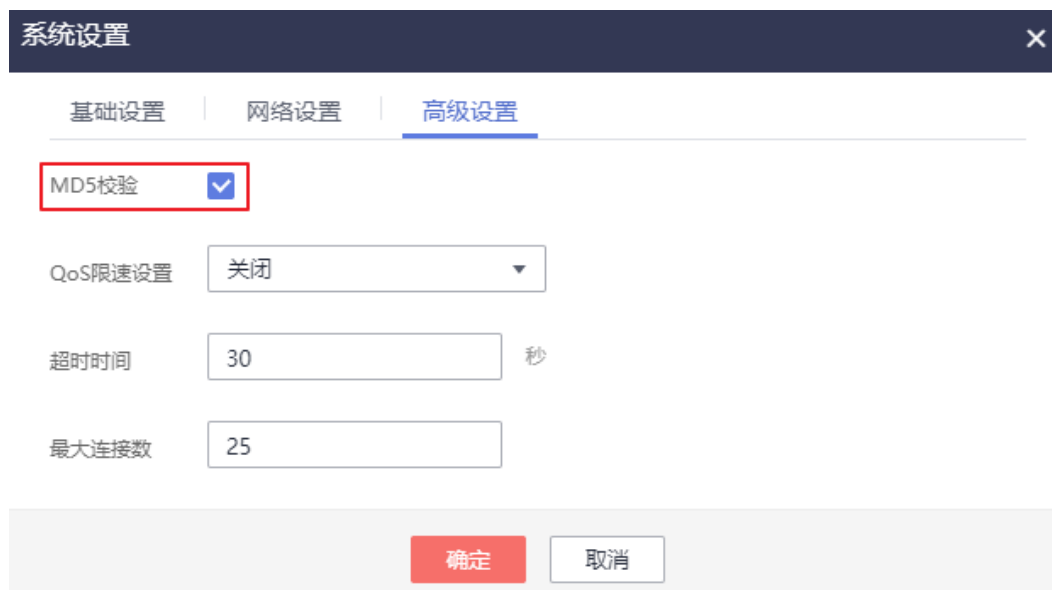 系统设置
基础设置 网络设置 高级设置
MD5校验
QoS限速设置 关闭
超时时间 30 秒
最大连接数 25
确定 取消